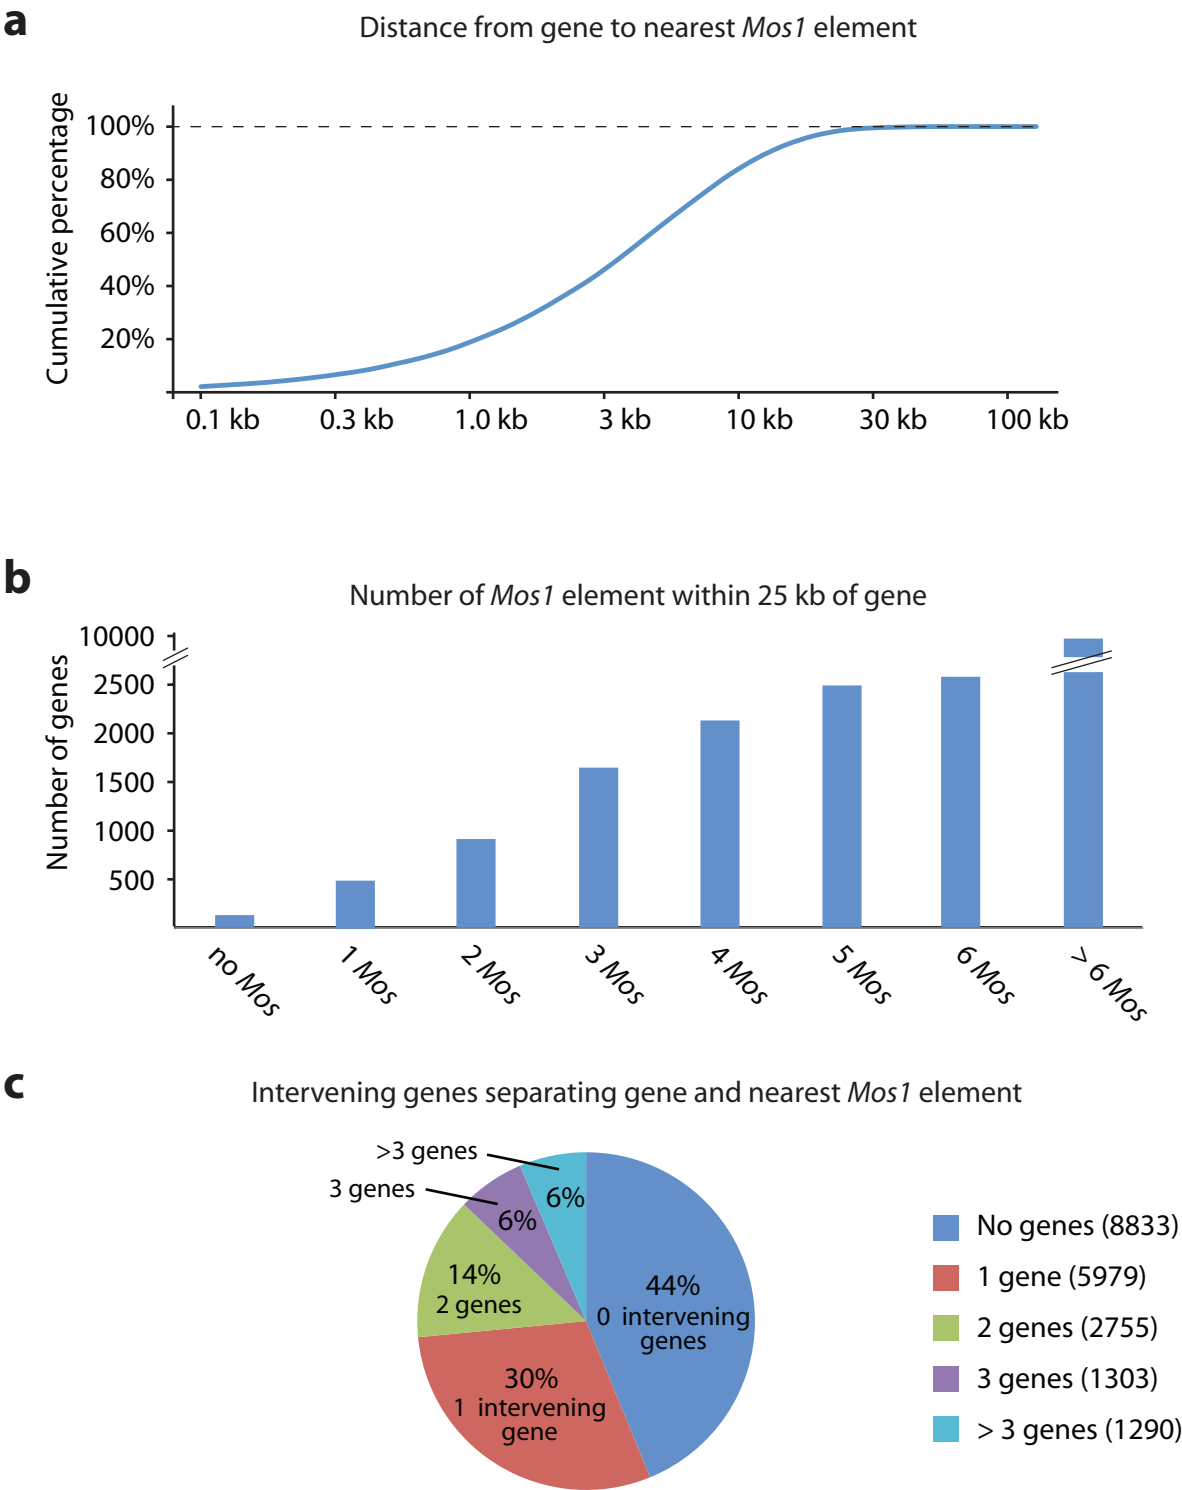 a
Distance from gene to nearest Mos1 element
Cumulative percentage
100%
80%
60%
40%
20%
0.1 kb
0.3 kb
1.0 kb
3 kb
10 kb
30 kb
100 kb
b
Number of Mos1 element within 25 kb of gene
Number of genes
10000
2500
2000
1500
1000
500
no Mos
1 Mos
2 Mos
3 Mos
4 Mos
5 Mos
6 Mos
> 6 Mos
c
Intervening genes separating gene and nearest Mos1 element
>3 genes
3 genes
6%
6%
14%
2 genes
44%
0 intervening
genes
30%
1 intervening
gene
No genes (8833)
1 gene (5979)
2 genes (2755)
3 genes (1303)
> 3 genes (1290)